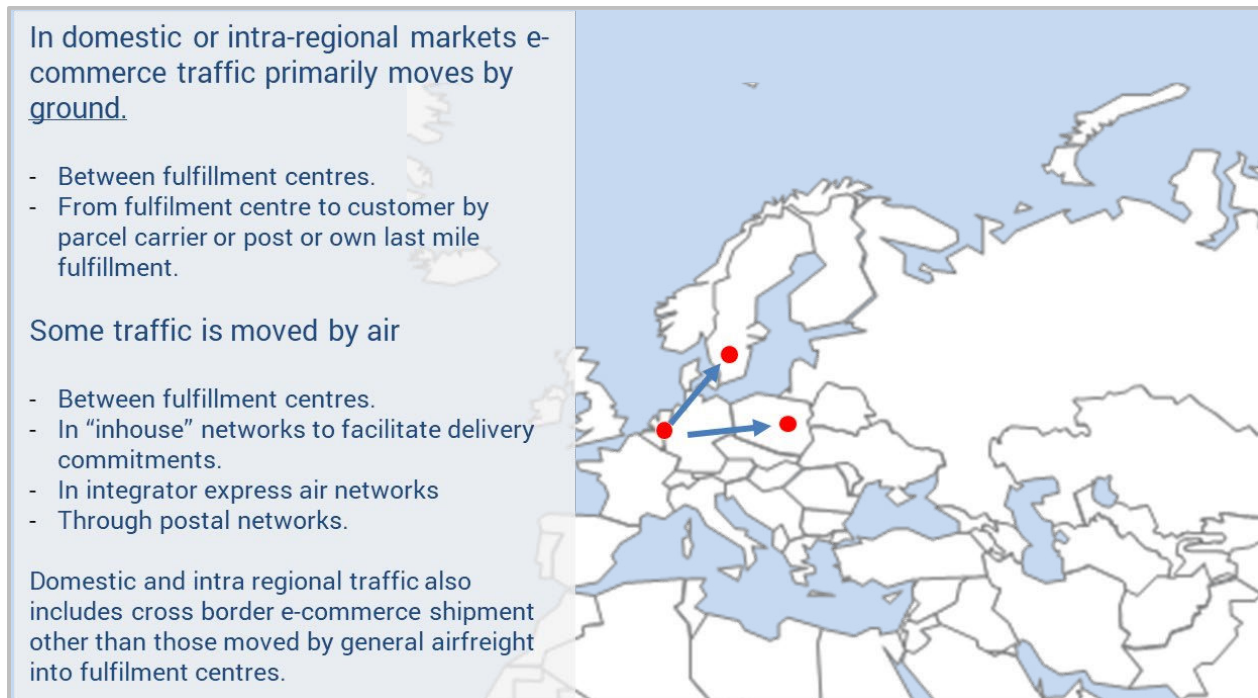 In domestic or intra-regional markets e-
commerce traffic primarily moves by
ground.
- Between fulfillment centres.
- From fulfilment centre to customer by
parcel carrier or post or own last mile
fulfillment.
Some traffic is moved by air
- Between fulfillment centres.
- In “inhouse” networks to facilitate delivery
commitments.
- In integrator express air networks
- Through postal networks.
Domestic and intra regional traffic also
includes cross border e-commerce shipment
other than those moved by general airfreight
into fulfilment centres.